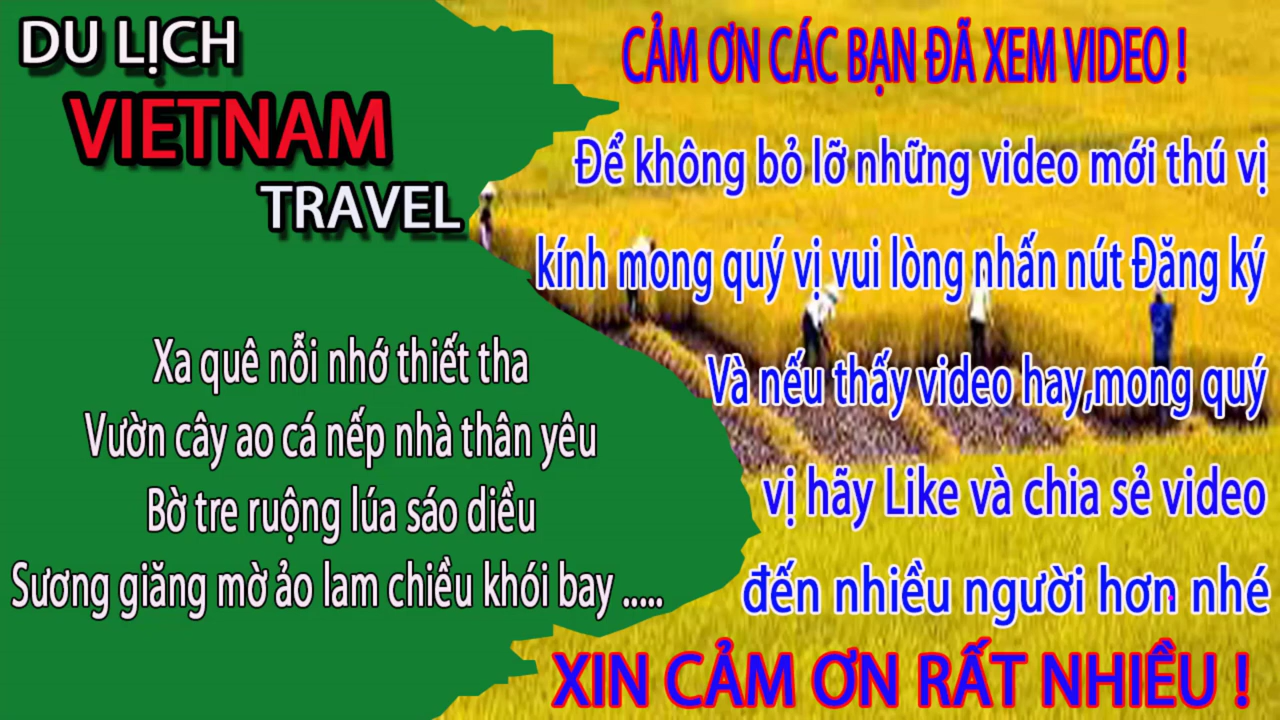 DU LỊCH
VIETNAM
TRAVEL
Xa quê nỗi nhớ thiết tha
Vườn cây ao cá nếp nhà thân yêu
Bờ tre ruộng lúa sáo diều
Sương giăng mờ ảo lam chiều khói bay .....
CẢM ƠN CÁC BẠN ĐÃ XEM VIDEO !
Để không bỏ lỡ những video mới thú vị
kính mong quý vị vui lòng nhấn nút Đăng ký
Và nếu thấy video hay,mong quý
vị hãy Like và chia sẻ video
đến nhiều người hơn nhé
XIN CẢM ƠN RẤT NHIỀU !